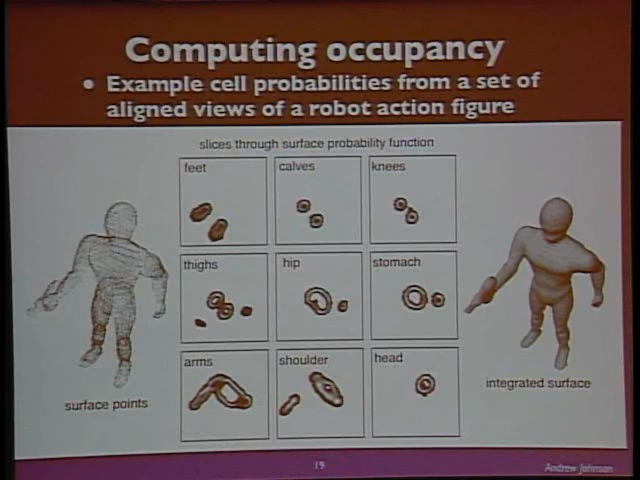 Computing occupancy
• Example cell probabilities from a set of
aligned views of a robot action figure
slices through surface probability function
feet
calves
knees
thighs
hip
stomach
arms
shoulder
head
surface points
integrated surface
19
Andrew Johnson